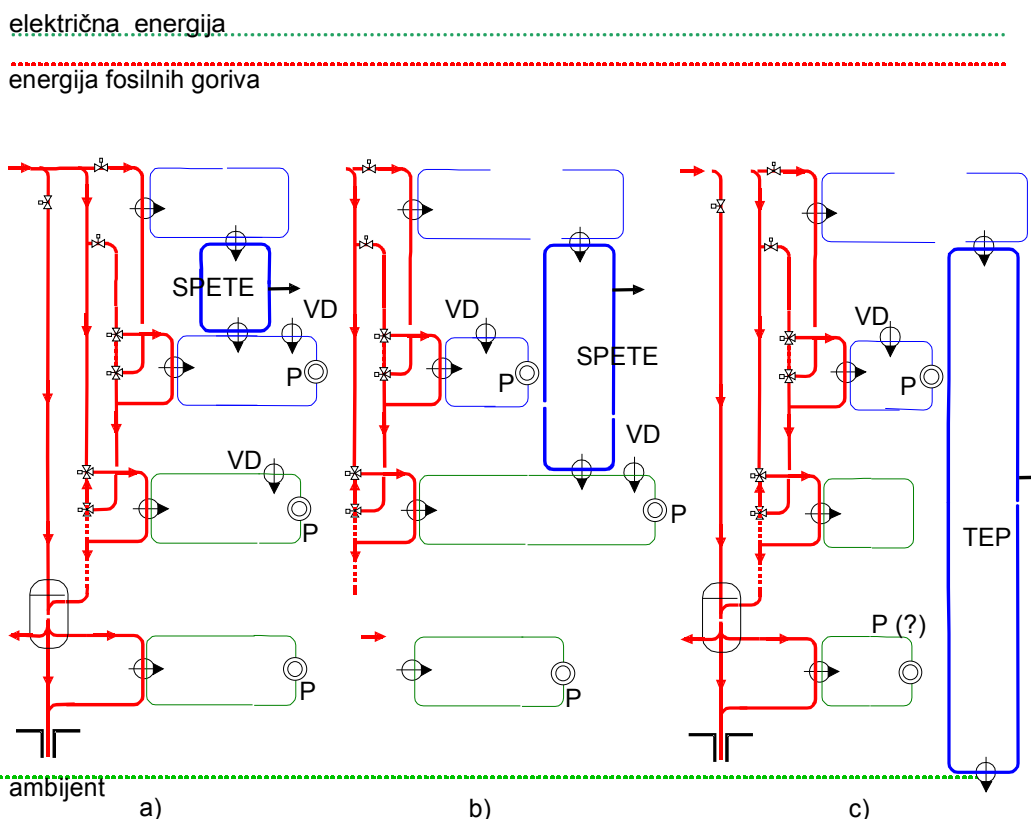 električna energija
energija fosilnih goriva
SPETE
VD
P
VD
P
P
VD
P
SPETE
VD
P
P
VD
P
TEP
P (?)
ambijent
a)
b)
c)